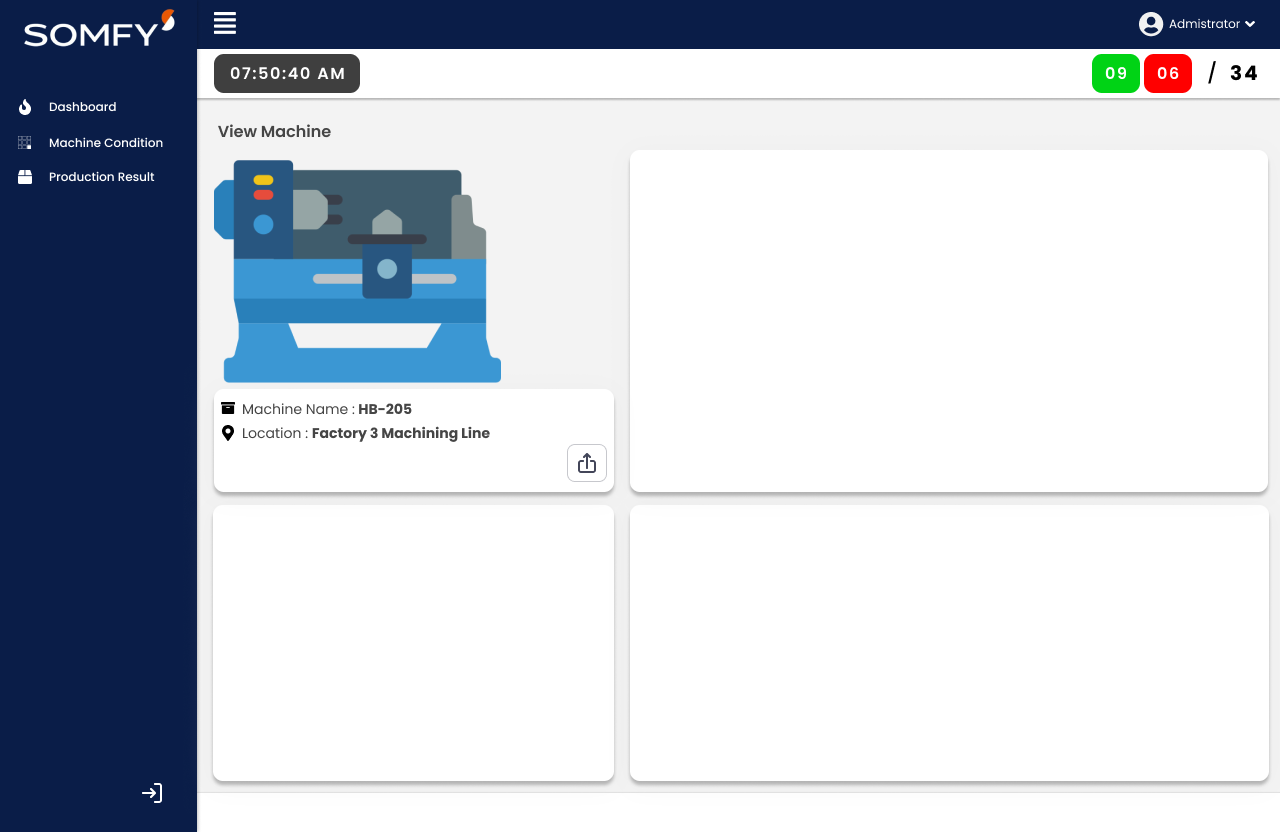 SOMFY
Admistrator
07:50:40 AM
09 06 / 34
Dashboard
Machine Condition
Production Result
View Machine
Machine Name : HB-205
Location : Factory 3 Machining Line